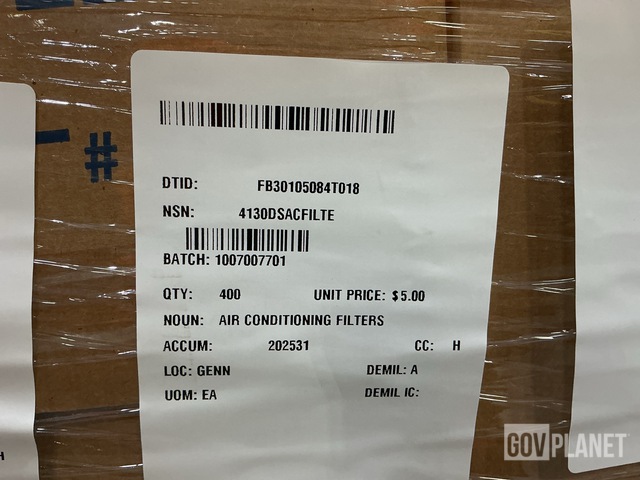 #
DTID: FB30105084T018
NSN: 4130DSACFILTE
BATCH: 1007007701
QTY: 400 UNIT PRICE: $5.00
NOUN: AIR CONDITIONING FILTERS
ACCUM: 202531 CC: H
LOC: GENN DEMIL: A
UOM: EA DEMIL IC:
H
GOVPLANET